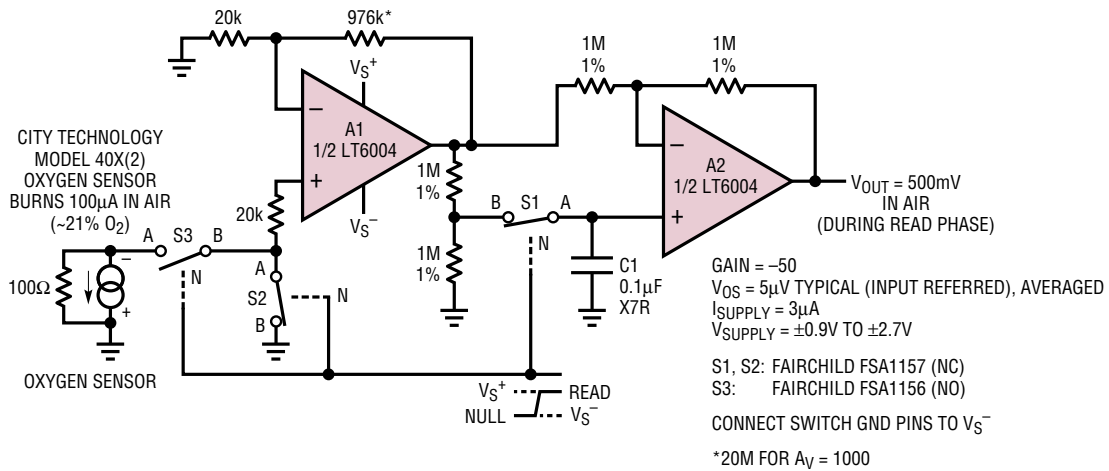 20k
976k*
VS+
A1
1/2 LT6004
VS–
−
+
20k
CITY TECHNOLOGY
MODEL 40X(2)
OXYGEN SENSOR
BURNS 100µA IN AIR
(~21% O2)
100Ω
−
+
OXYGEN SENSOR
A
S3
B
N
A
S2
B
N
1M
1%
1M
1%
B
S1
A
N
C1
0.1µF
X7R
1M
1%
1M
1%
−
+
A2
1/2 LT6004
VOUT = 500mV
IN AIR
(DURING READ PHASE)
VS+
READ
NULL
VS–
GAIN = –50
VOS = 5µV TYPICAL (INPUT REFERRED), AVERAGED
ISUPPLY = 3µA
VSUPPLY = ±0.9V TO ±2.7V
S1, S2: FAIRCHILD FSA1157 (NC)
S3: FAIRCHILD FSA1156 (NO)
CONNECT SWITCH GND PINS TO VS–
*20M FOR AV = 1000